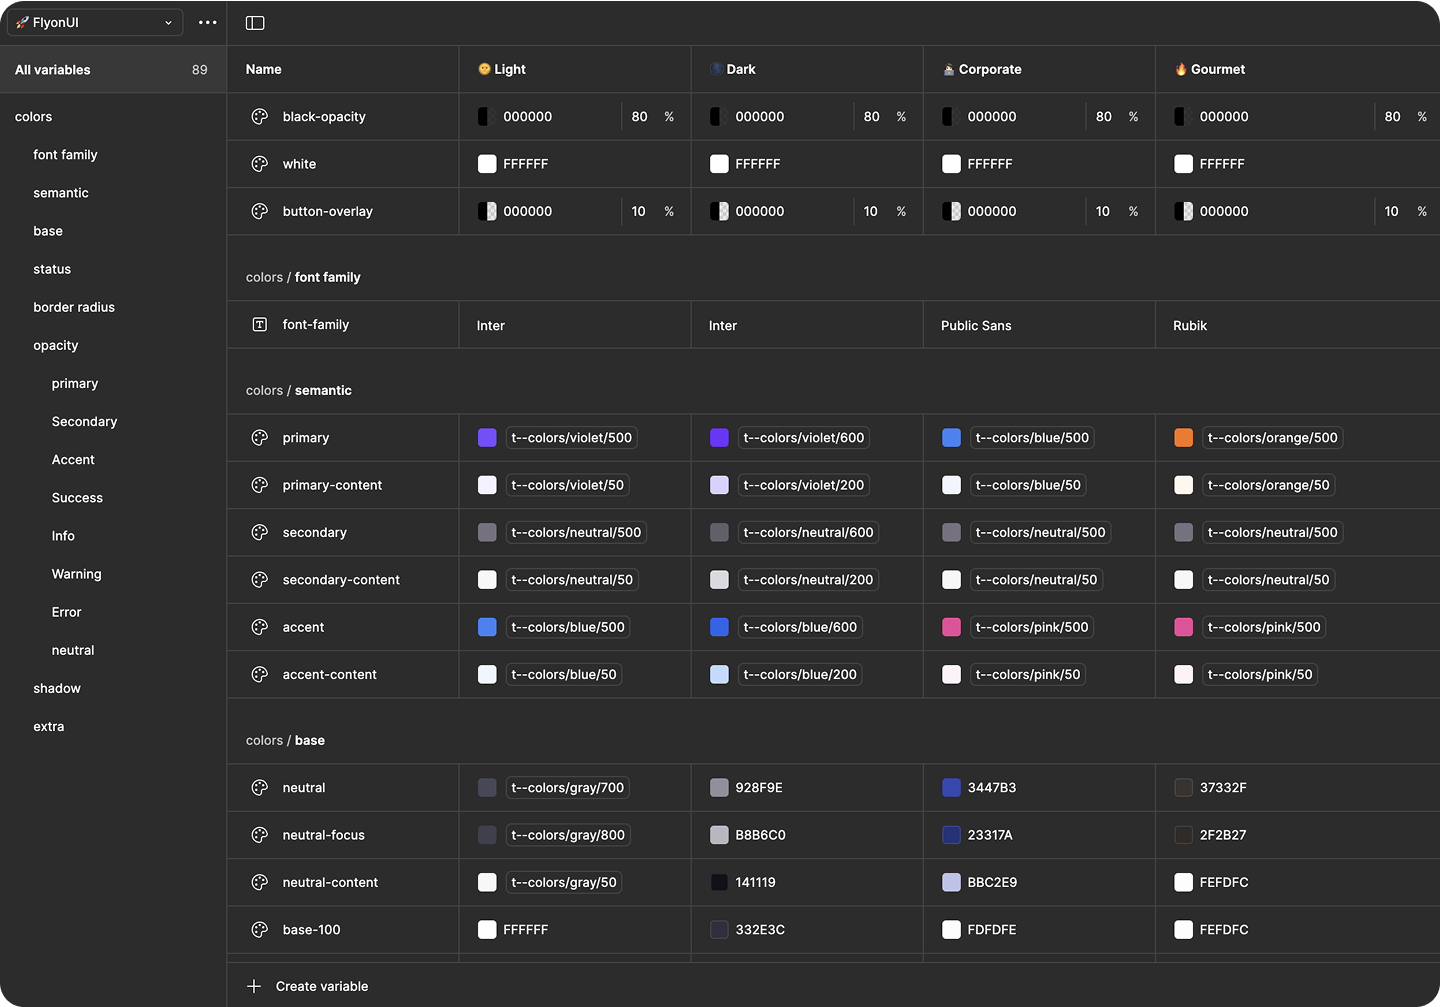 🚀 FlyonUI
All variables 89
colors
font family
semantic
base
status
border radius
opacity
primary
Secondary
Accent
Success
Info
Warning
Error
neutral
shadow
extra
Name 🌞 Light 🌑 Dark 👨🏻‍💻 Corporate 🔥 Gourmet
black-opacity 000000 80 % 000000 80 % 000000 80 % 000000 80 %
white FFFFFF FFFFFF FFFFFF FFFFFF
button-overlay 000000 10 % 000000 10 % 000000 10 % 000000 10 %
colors / font family
font-family Inter Inter Public Sans Rubik
colors / semantic
primary t--colors/violet/500 t--colors/violet/600 t--colors/blue/500 t--colors/orange/500
primary-content t--colors/violet/50 t--colors/violet/200 t--colors/blue/50 t--colors/orange/50
secondary t--colors/neutral/500 t--colors/neutral/600 t--colors/neutral/500 t--colors/neutral/500
secondary-content t--colors/neutral/50 t--colors/neutral/200 t--colors/neutral/50 t--colors/neutral/50
accent t--colors/blue/500 t--colors/blue/600 t--colors/pink/500 t--colors/pink/500
accent-content t--colors/blue/50 t--colors/blue/200 t--colors/pink/50 t--colors/pink/50
colors / base
neutral t--colors/gray/700 928F9E 3447B3 37332F
neutral-focus t--colors/gray/800 B8B6C0 23317A 2F2B27
neutral-content t--colors/gray/50 141119 BBC2E9 FEFDFC
base-100 FFFFFF 332E3C FDFDFE FEFDFC
Create variable